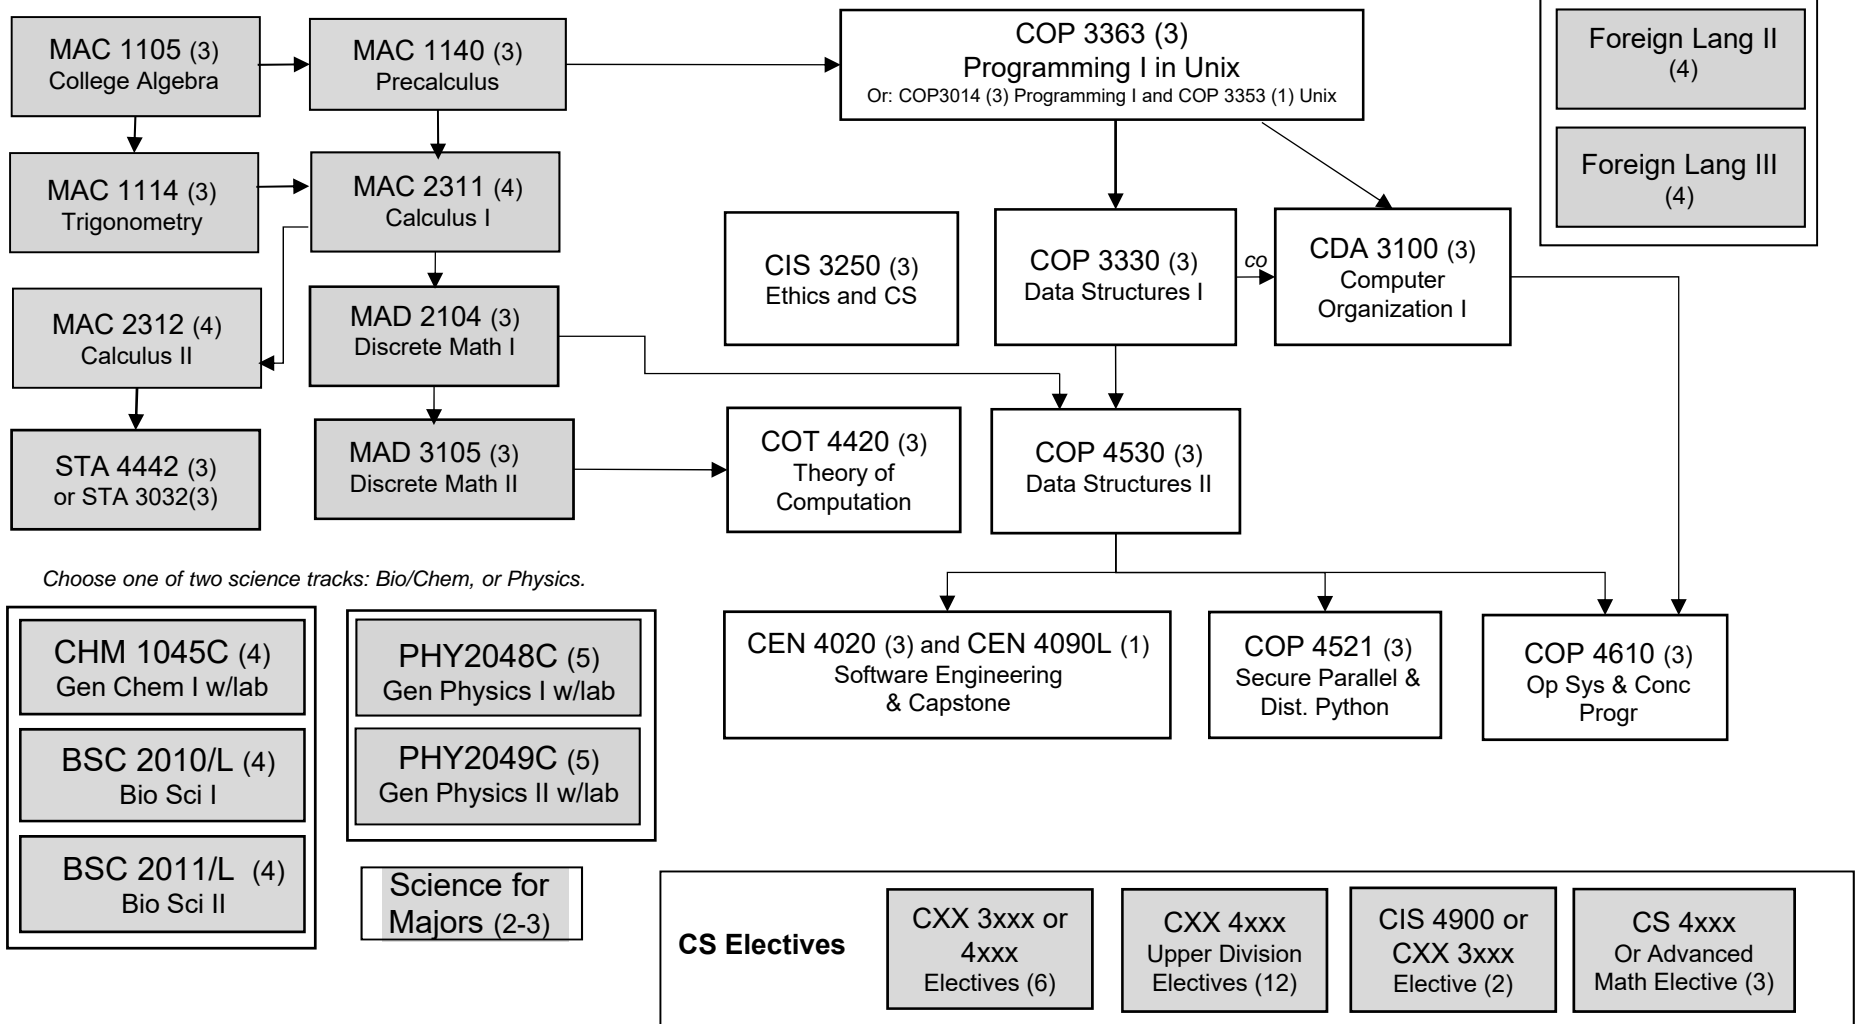 MAC 1105 (3)
College Algebra
MAC 1140 (3)
Precalculus
COP 3363 (3)
Programming I in Unix
Or: COP3014 (3) Programming I and COP 3353 (1) Unix
Foreign Lang II
(4)
Foreign Lang III
(4)
MAC 1114 (3)
Trigonometry
MAC 2311 (4)
Calculus I
CIS 3250 (3)
Ethics and CS
COP 3330 (3)
Data Structures I
co
CDA 3100 (3)
Computer
Organization I
MAC 2312 (4)
Calculus II
MAD 2104 (3)
Discrete Math I
STA 4442 (3)
or STA 3032(3)
MAD 3105 (3)
Discrete Math II
COT 4420 (3)
Theory of
Computation
COP 4530 (3)
Data Structures II
Choose one of two science tracks: Bio/Chem, or Physics.
CHM 1045C (4)
Gen Chem I w/lab
BSC 2010/L (4)
Bio Sci I
BSC 2011/L (4)
Bio Sci II
PHY2048C (5)
Gen Physics I w/lab
PHY2049C (5)
Gen Physics II w/lab
Science for
Majors (2-3)
CEN 4020 (3) and CEN 4090L (1)
Software Engineering
& Capstone
COP 4521 (3)
Secure Parallel &
Dist. Python
COP 4610 (3)
Op Sys & Conc
Progr
CS Electives
CXX 3xxx or
4xxx
Electives (6)
CXX 4xxx
Upper Division
Electives (12)
CIS 4900 or
CXX 3xxx
Elective (2)
CS 4xxx
Or Advanced
Math Elective (3)